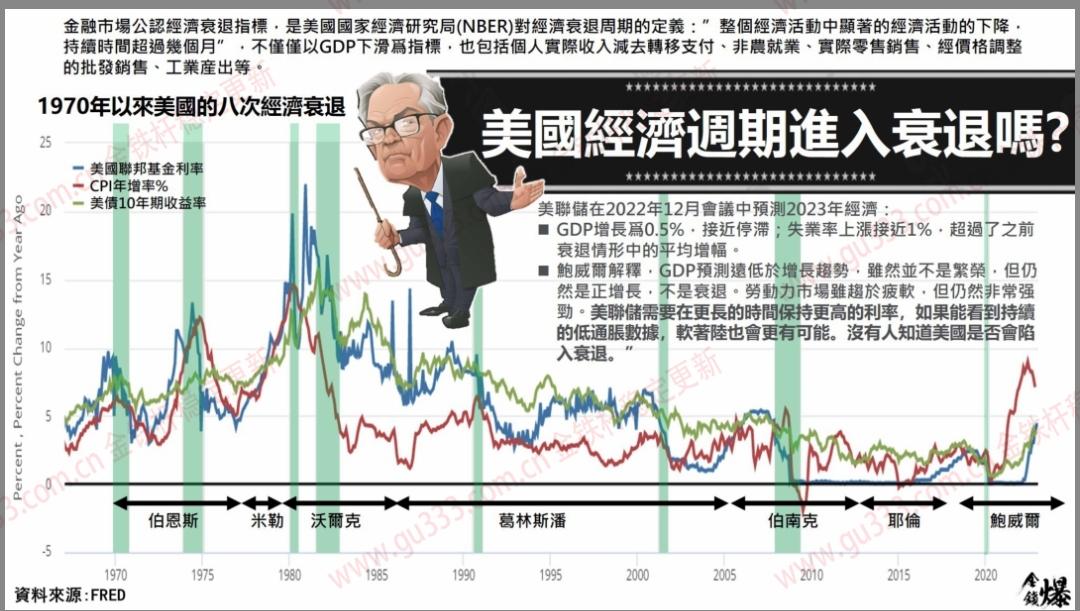 金融市場公認經濟衰退指標，是美國國家經濟研究局(NBER)對經濟衰退周期的定義：”整個經濟活動中顯著的經濟活動的下降，
持續時間超過幾個月”，不僅僅以GDP下滑爲指標，也包括個人實際收入減去轉移支付、非農就業、實際零售銷售、經價格調整
的批發銷售、工業産出等。
1970年以來美國的八次經濟衰退
美國經濟週期進入衰退嗎?
美國聯邦基金利率
CPI年增率%
美債10年期收益率
美聯儲在2022年12月會議中預測2023年經濟：
■ GDP增長爲0.5%，接近停滯；失業率上漲接近1%，超過了之前
衰退情形中的平均增幅。
■ 鮑威爾解釋，GDP預測遠低於增長趨勢，雖然並不是繁榮，但仍
然是正增長，不是衰退。勞動力市場雖趨於疲軟，但仍然非常强
勁。美聯儲需要在更長的時間保持更高的利率，如果能看到持續
的低通脹數據，軟著陸也會更有可能。沒有人知道美國是否會陷
入衰退。”
Percent , Percent Change from Year Ago
25
20
15
10
5
0
-5
伯恩斯 米勒 沃爾克 葛林斯潘 伯南克 耶倫 鮑威爾
1970 1975 1980 1985 1990 1995 2000 2005 2010 2015 2020
資料來源:FRED
金錢爆
www.gu333.com.cn 金铁杆稳定更新